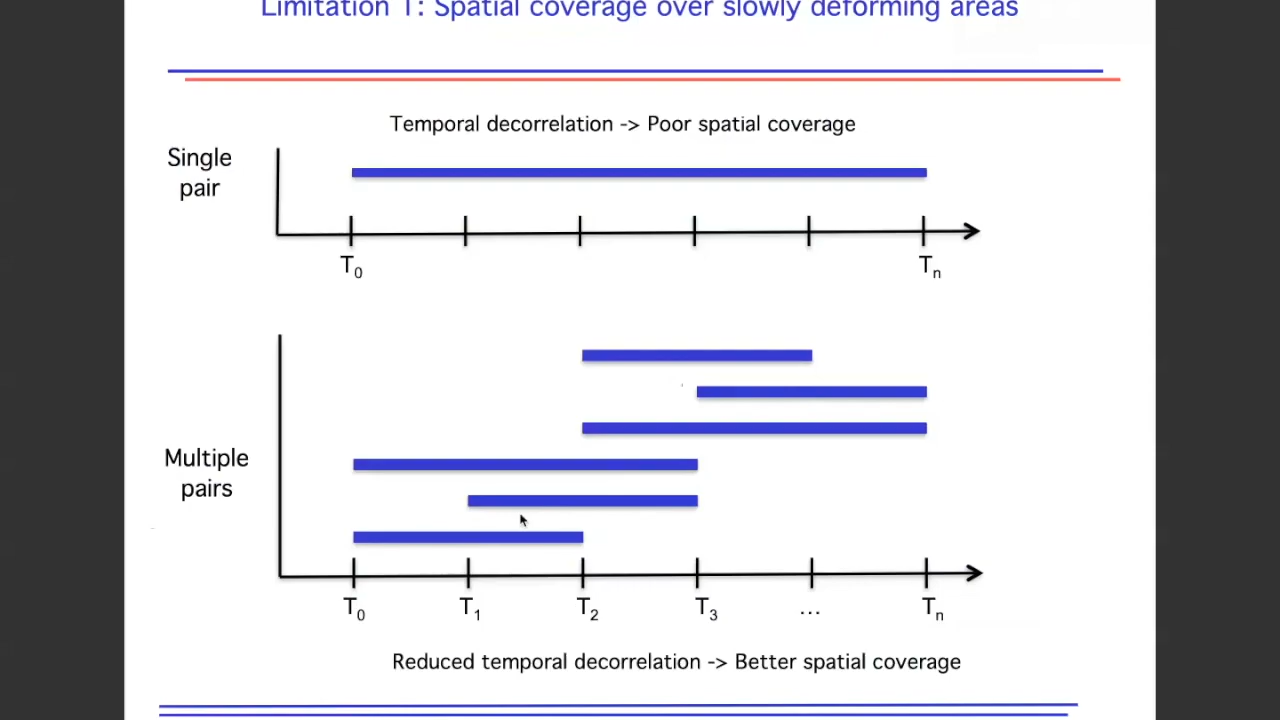 Limitation 1: Spatial coverage over slowly deforming areas
Temporal decorrelation -> Poor spatial coverage
Single
pair
T0
Tn
Multiple
pairs
T0
T1
T2
T3
...
Tn
Reduced temporal decorrelation -> Better spatial coverage